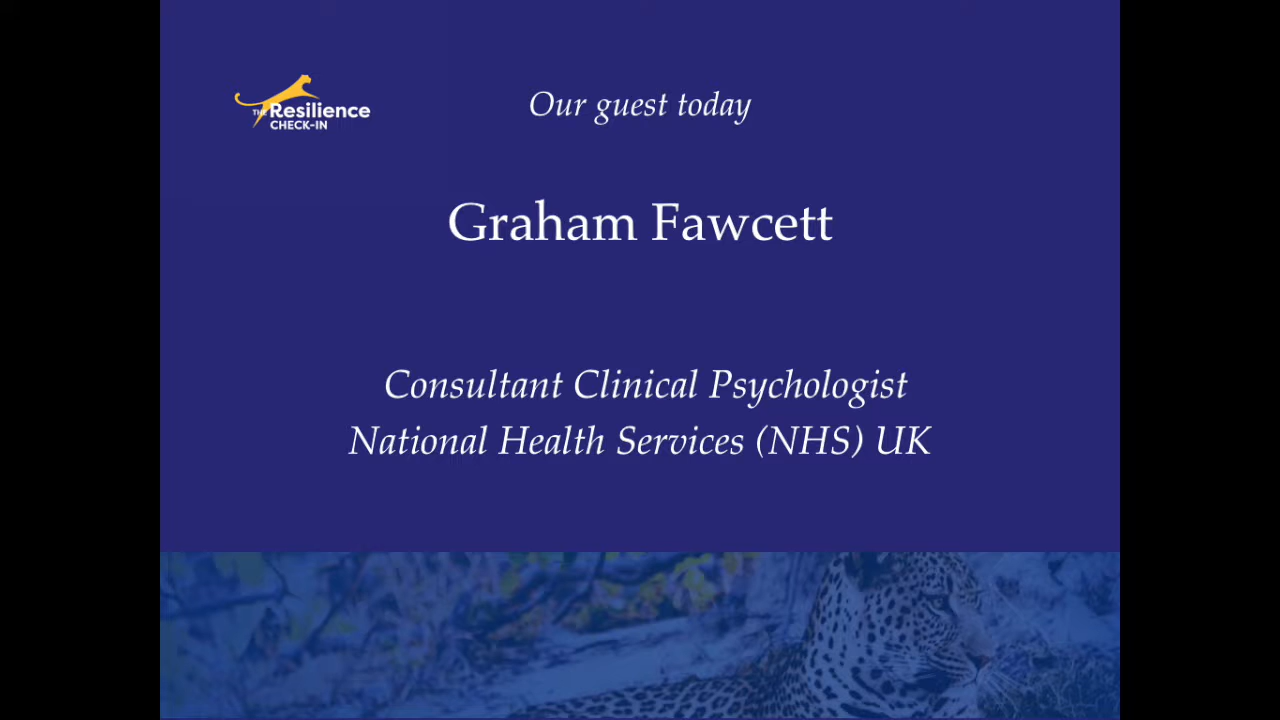 THE Resilience
CHECK-IN
Our guest today
Graham Fawcett
Consultant Clinical Psychologist
National Health Services (NHS) UK